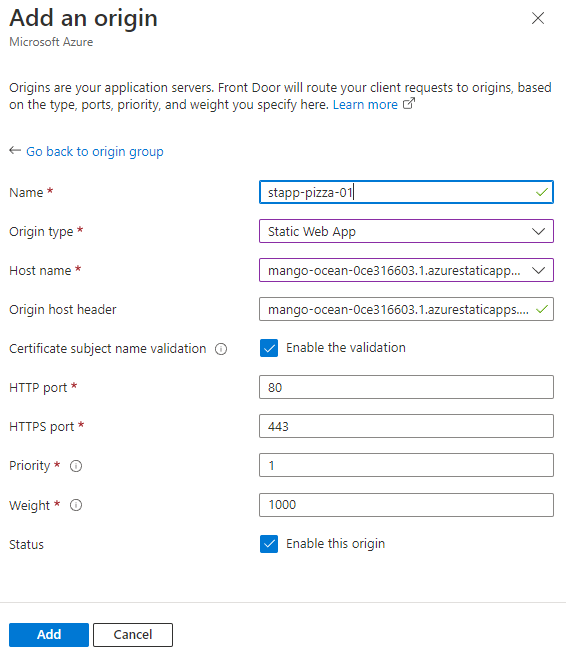 Add an origin
Microsoft Azure
Origins are your application servers. Front Door will route your client requests to origins, based
on the type, ports, priority, and weight you specify here. Learn more
Go back to origin group
Name *
stapp-pizza-01
Origin type *
Static Web App
Host name *
mango-ocean-0ce316603.1.azurestaticapp...
Origin host header
mango-ocean-0ce316603.1.azurestaticapps....
Certificate subject name validation
Enable the validation
HTTP port *
80
HTTPS port *
443
Priority *
1
Weight *
1000
Status
Enable this origin
Add
Cancel